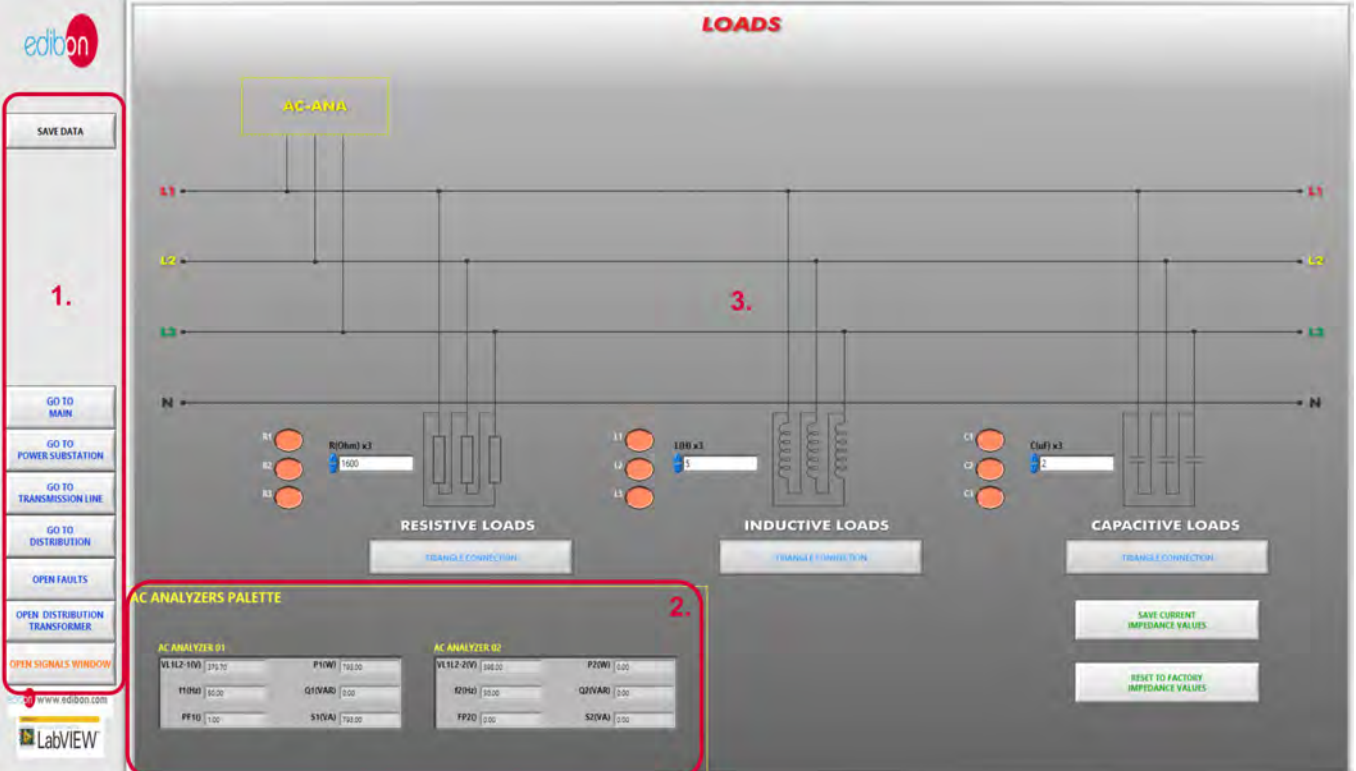 LOADS
edibon
AC-ANA
SAVE DATA
L1
L1
L2
L2
1.
3.
L3
L3
GO TO
MAIN
N
N
GO TO
POWER SUBSTATION
R1
R2
R3
R(Ohm) x3
1600
L1
L2
L3
L(H) x3
5
C1
C2
C3
C(uF) x3
2
GO TO
TRANSMISSION LINE
GO TO
DISTRIBUTION
RESISTIVE LOADS
INDUCTIVE LOADS
CAPACITIVE LOADS
TRIANGLE CONNECTION
TRIANGLE CONNECTION
TRIANGLE CONNECTION
OPEN FAULTS
OPEN DISTRIBUTION
TRANSFORMER
OPEN SIGNALS WINDOW
AC ANALYZERS PALETTE
2.
AC ANALYZER 01
VL1L2-1(V)
P1(W)
f1(Hz)
Q1(VAR) 0.00
PF1() 1.00
S1(VA)
AC ANALYZER 02
VL1L2-2(V)
P2(W) 0.00
f2(Hz)
Q2(VAR) 0.00
FP2() 0.00
S2(VA) 0.00
SAVE CURRENT
IMPEDANCE VALUES
RESET TO FACTORY
IMPEDANCE VALUES
www.edibon.com
LabVIEW